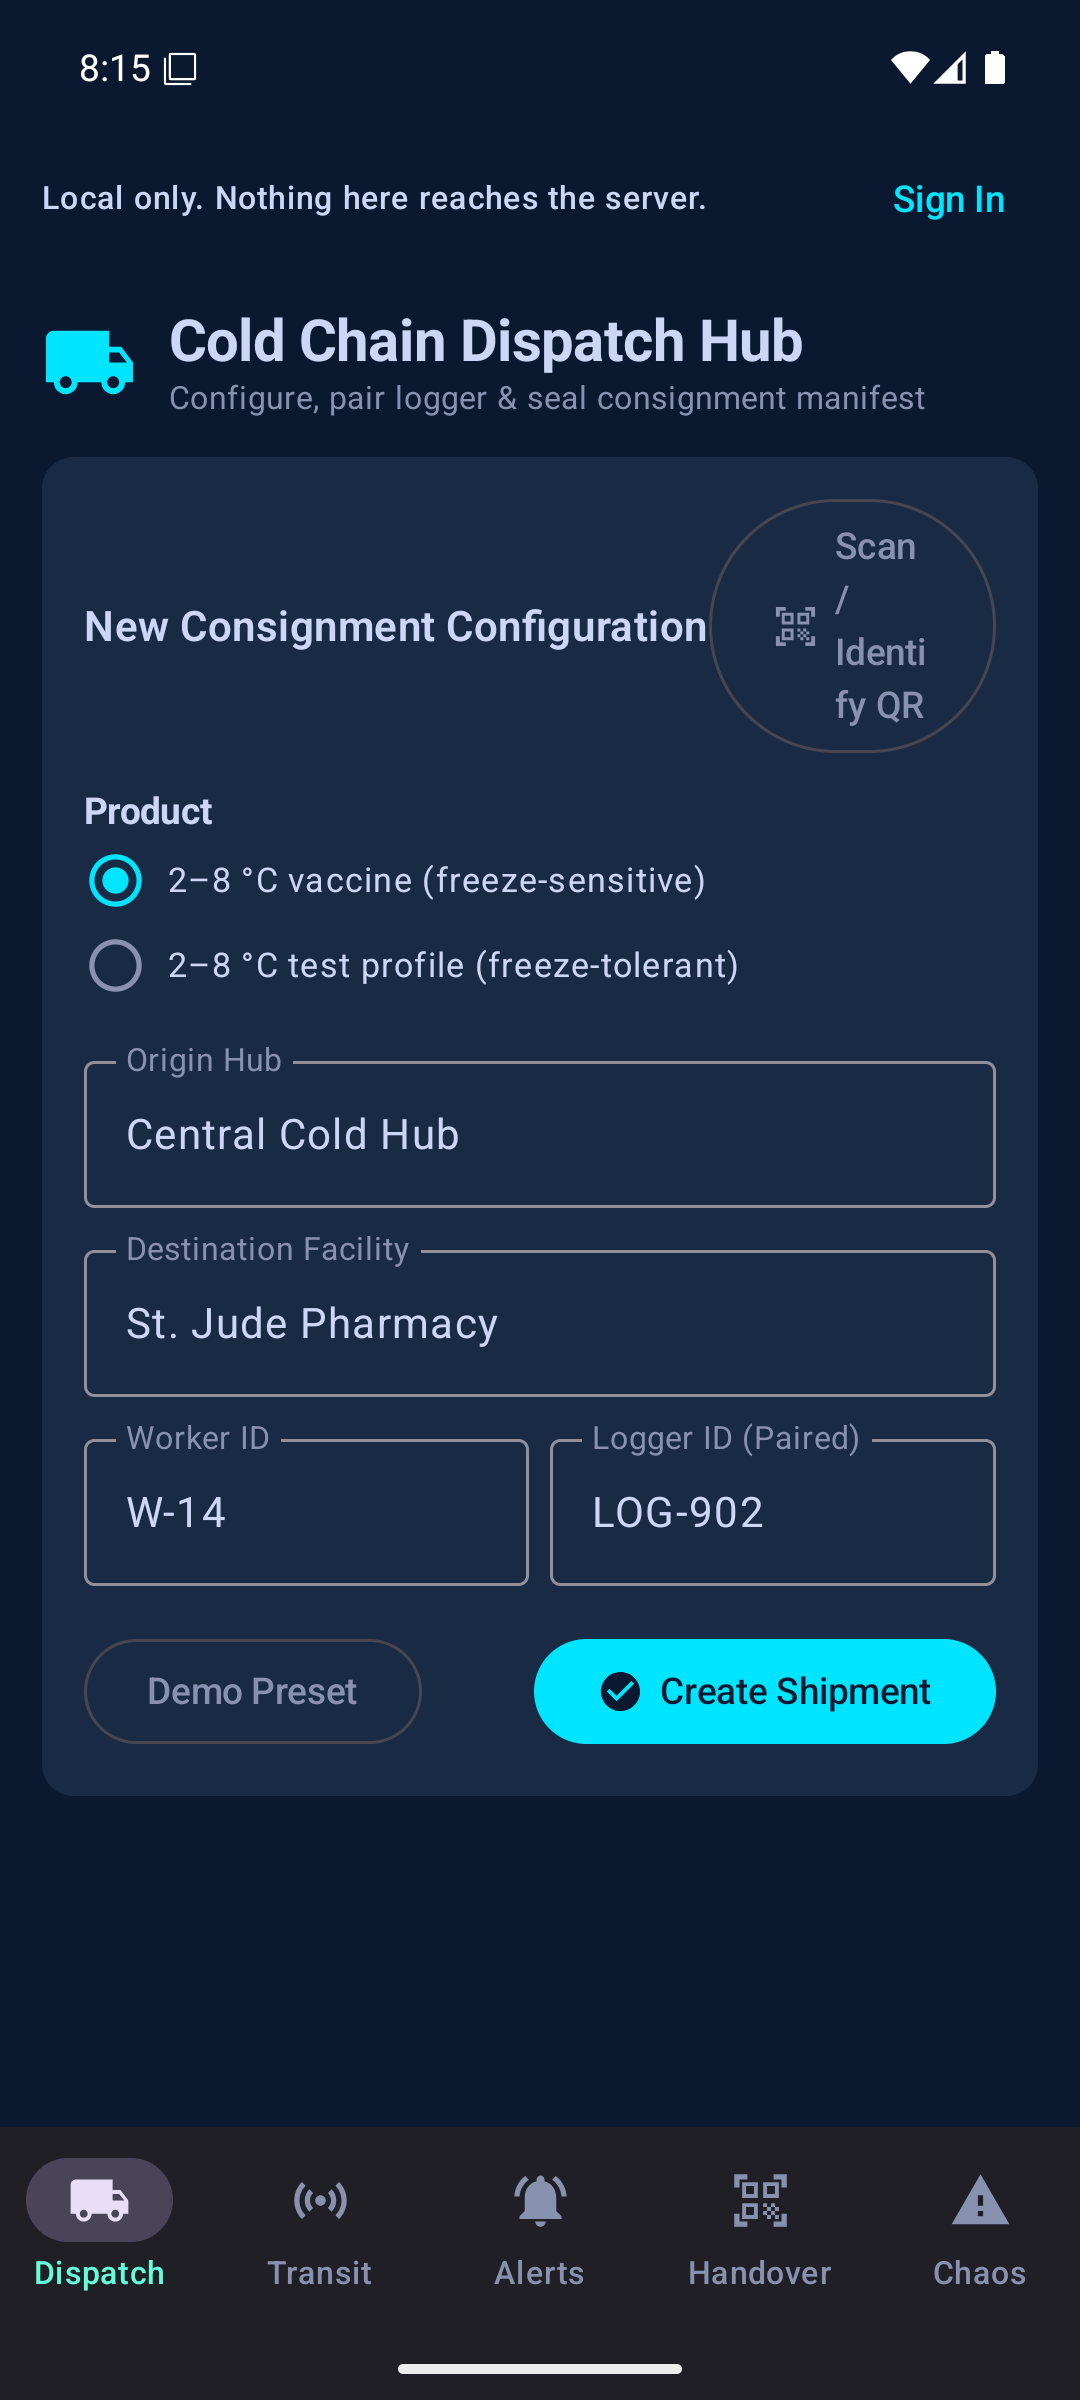 8:15
Local only. Nothing here reaches the server.
Sign In
Cold Chain Dispatch Hub
Configure, pair logger & seal consignment manifest
New Consignment Configuration
Scan
/
Identi
fy QR
Product
2–8 °C vaccine (freeze-sensitive)
2–8 °C test profile (freeze-tolerant)
Origin Hub
Central Cold Hub
Destination Facility
St. Jude Pharmacy
Worker ID
W-14
Logger ID (Paired)
LOG-902
Demo Preset
Create Shipment
Dispatch
Transit
Alerts
Handover
Chaos